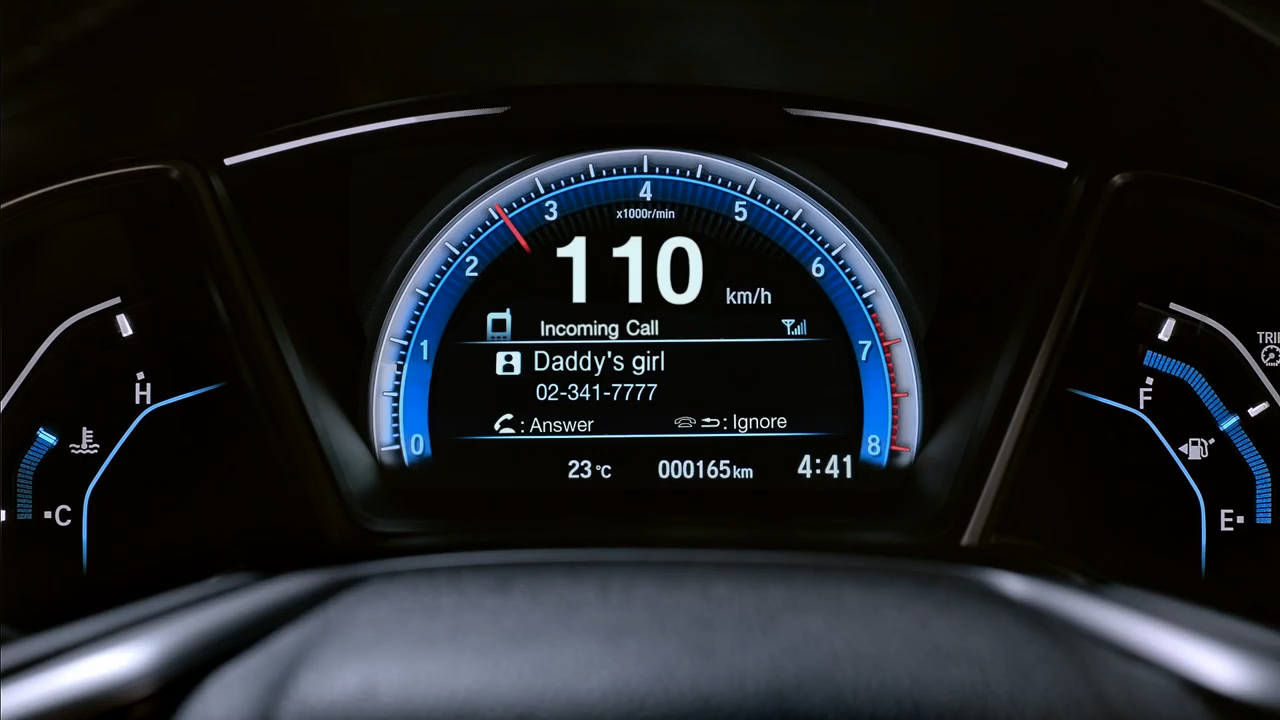 4
3
5
x1000r/min
2
6
110 km/h
Incoming Call
1
7
Daddy's girl
02-341-7777
: Answer
: Ignore
0
8
23 °C
000165 km
4:41
H
C
F
E